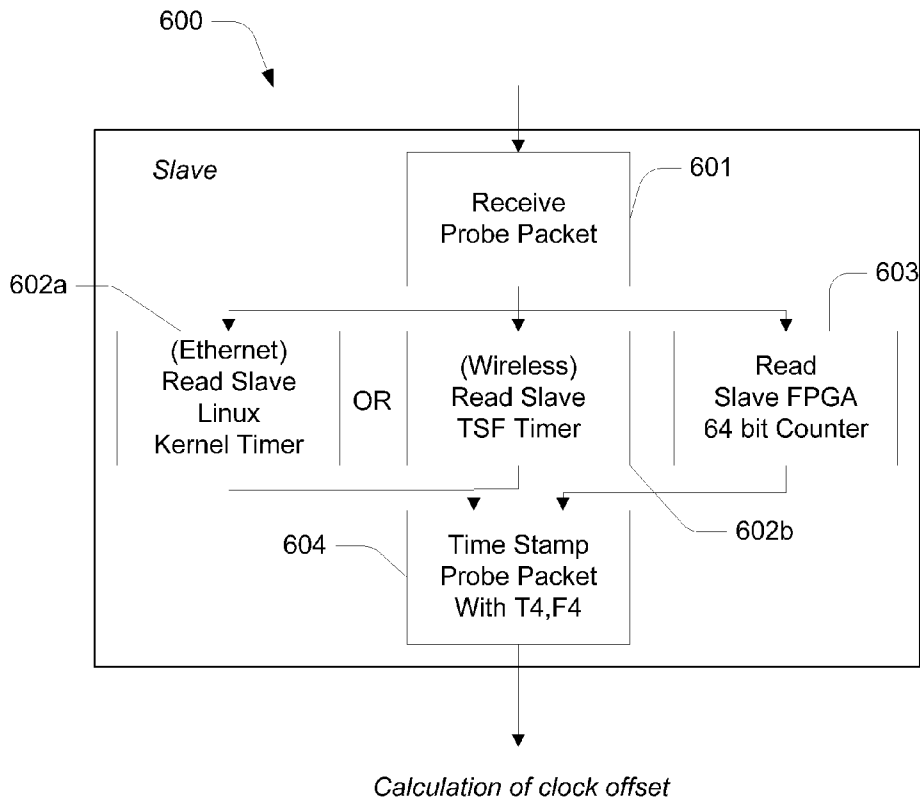 600
Slave
601
Receive
Probe Packet
602a
603
(Ethernet)
Read Slave
Linux
Kernel Timer
OR
(Wireless)
Read Slave
TSF Timer
Read
Slave FPGA
64 bit Counter
602b
604
Time Stamp
Probe Packet
With T4,F4
Calculation of clock offset